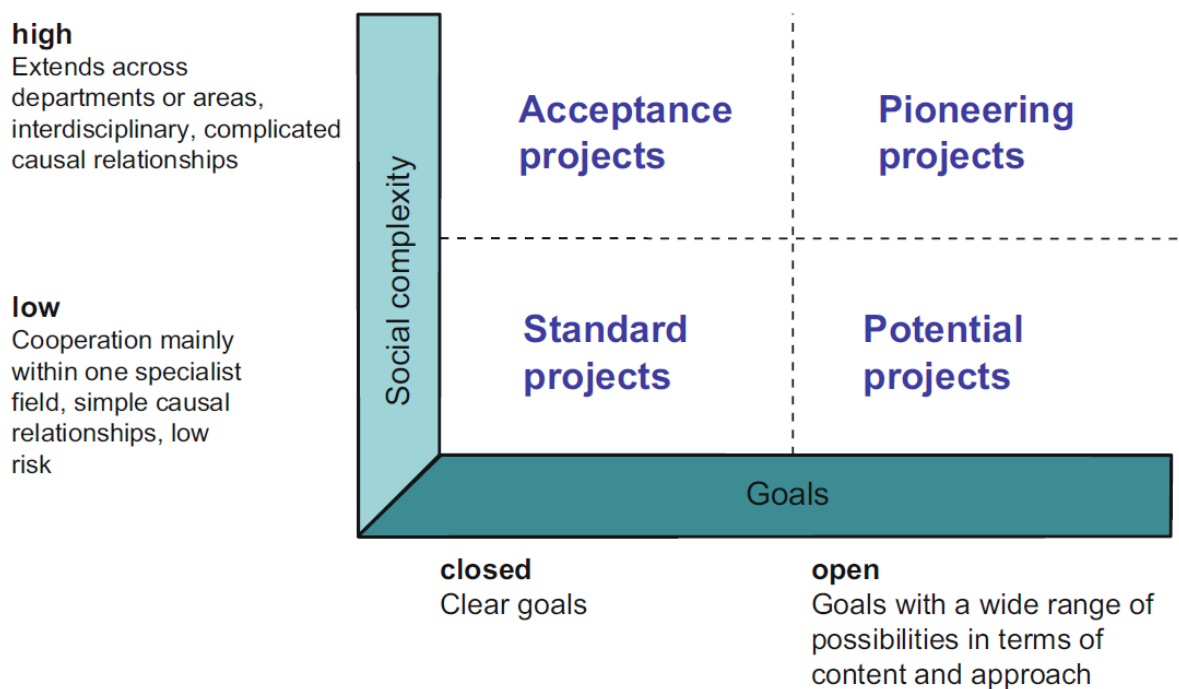 high
Extends across
departments or areas,
interdisciplinary, complicated
causal relationships
low
Cooperation mainly
within one specialist
field, simple causal
relationships, low
risk
Social complexity
Acceptance
projects
Pioneering
projects
Standard
projects
Potential
projects
Goals
closed
Clear goals
open
Goals with a wide range of
possibilities in terms of
content and approach